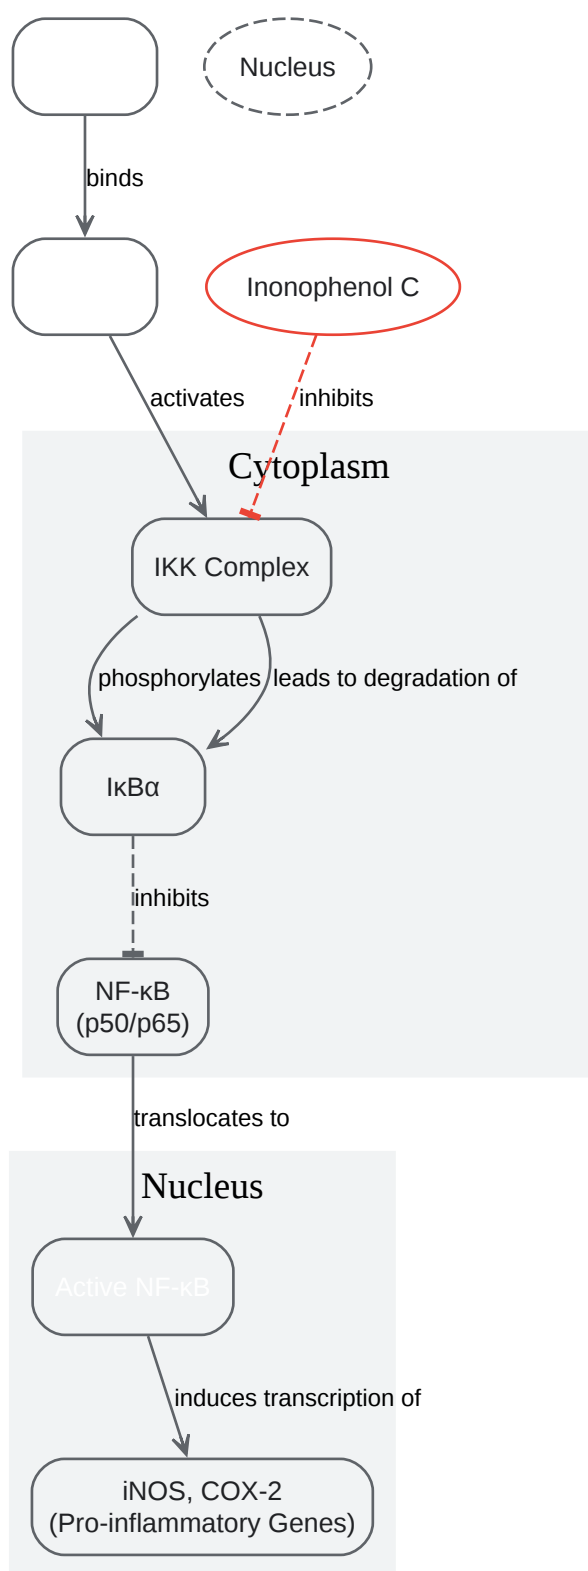 Nucleus
binds
Inonophenol C
activates
inhibits
Cytoplasm
IKK Complex
phosphorylates
leads to degradation of
IκBα
inhibits
NF-κB
(p50/p65)
translocates to
Nucleus
Active NF-κB
induces transcription of
iNOS, COX-2
(Pro-inflammatory Genes)